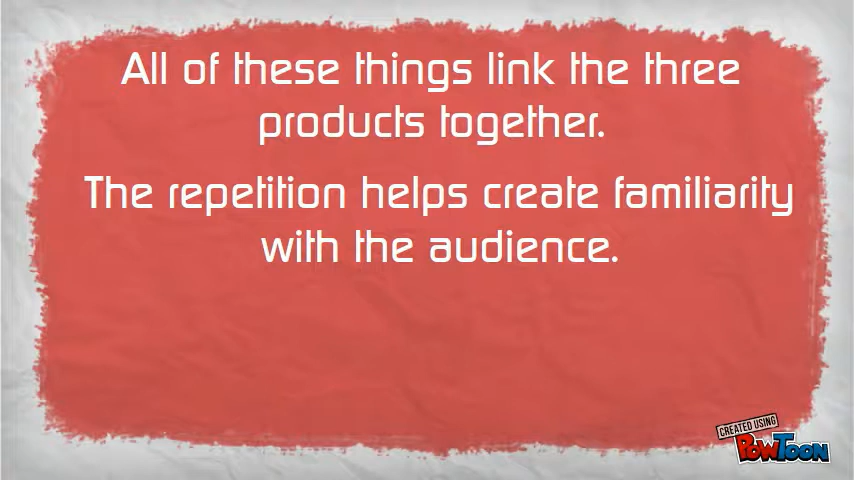 All of these things link the three
products together.
The repetition helps create familiarity
with the audience.
CREATED USING
POWTOON